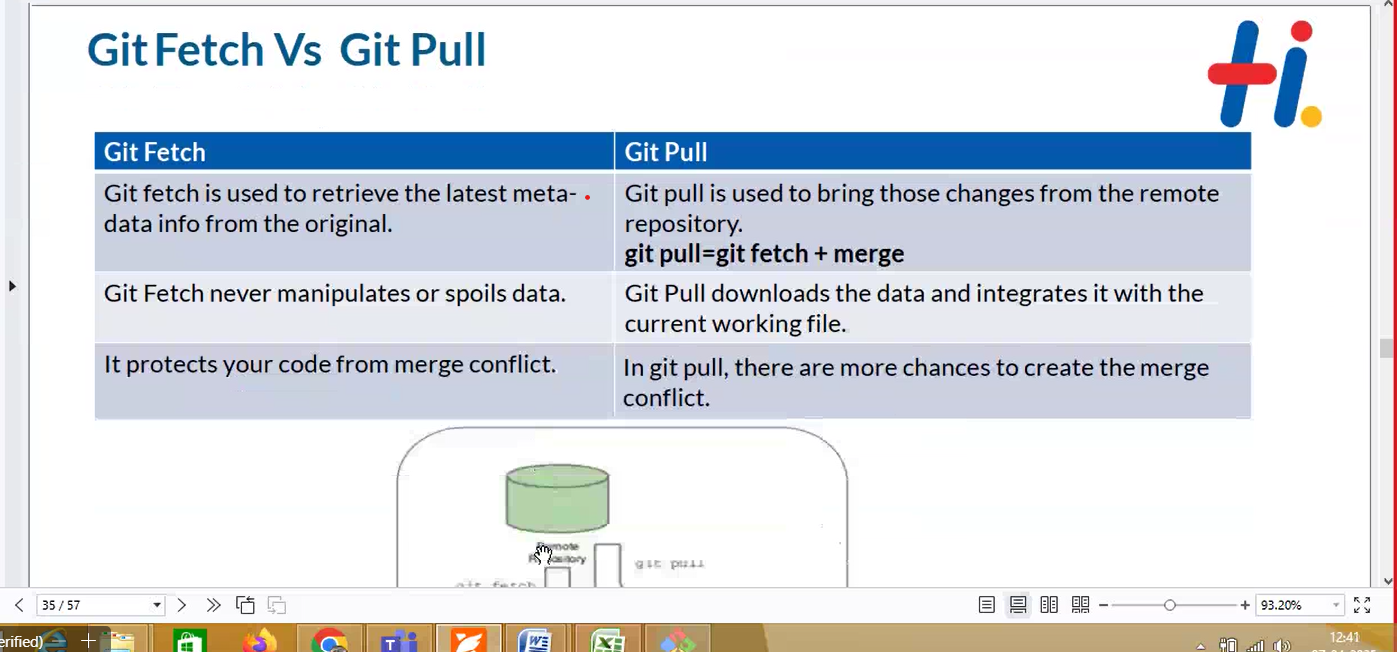 Git Fetch Vs Git Pull
Hi.
Git Fetch
Git Pull
Git fetch is used to retrieve the latest meta-
data info from the original.
Git pull is used to bring those changes from the remote
repository.
git pull=git fetch + merge
Git Fetch never manipulates or spoils data.
Git Pull downloads the data and integrates it with the
current working file.
It protects your code from merge conflict.
In git pull, there are more chances to create the merge
conflict.
Remote
Repository
git pull
git fetch
35 / 57
93.20%
erified)
12:41